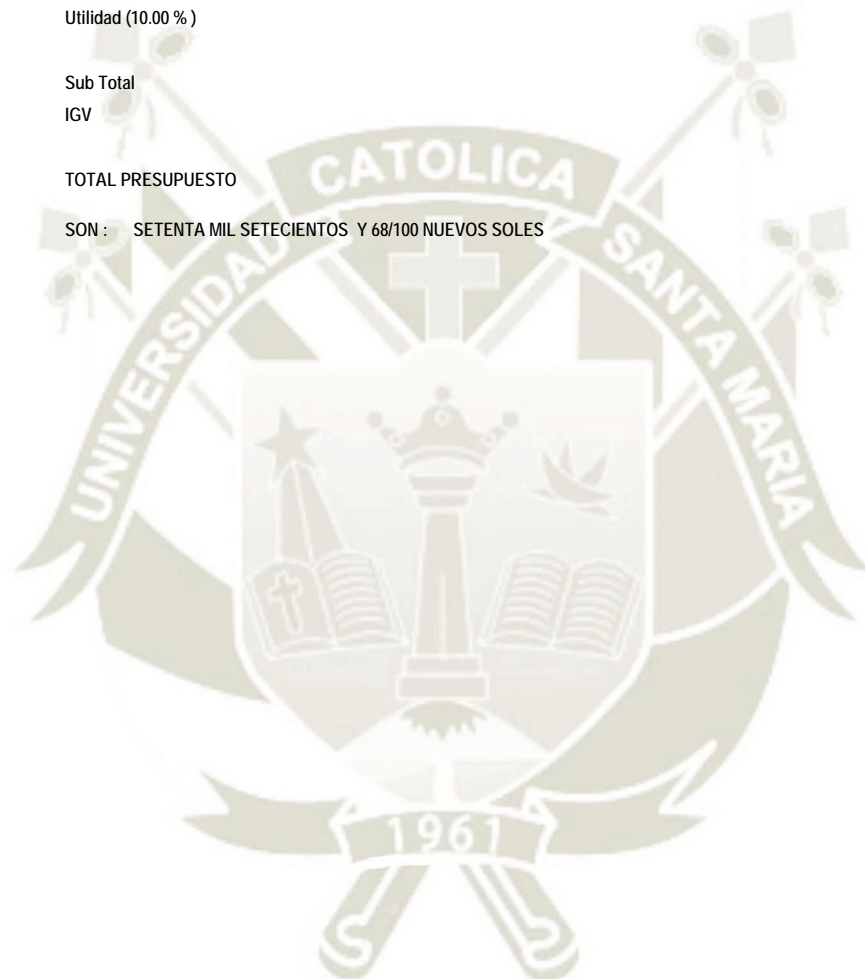 Utilidad (10.00 % )
Sub Total
IGV
TOTAL PRESUPUESTO
SON : SETENTA MIL SETECIENTOS Y 68/100 NUEVOS SOLES
UNIVERSIDAD CATOLICA SANTA MARIA
1961